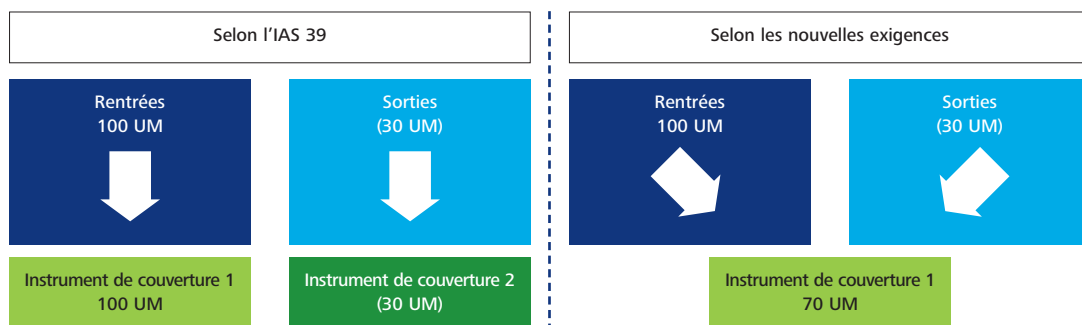 Selon l'IAS 39
Selon les nouvelles exigences
Rentrées
100 UM
Sorties
(30 UM)
Rentrées
100 UM
Sorties
(30 UM)
Instrument de couverture 1
100 UM
Instrument de couverture 2
(30 UM)
Instrument de couverture 1
70 UM